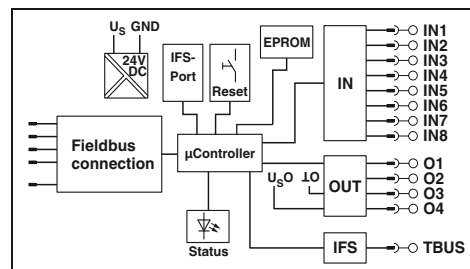 US GND
24V
DC
IFS-
Port
Reset
EPROM
IN
IN1
IN2
IN3
IN4
IN5
IN6
IN7
IN8
Fieldbus
connection
µController
USO
OT
OUT
O1
O2
O3
O4
Status
IFS
TBUS